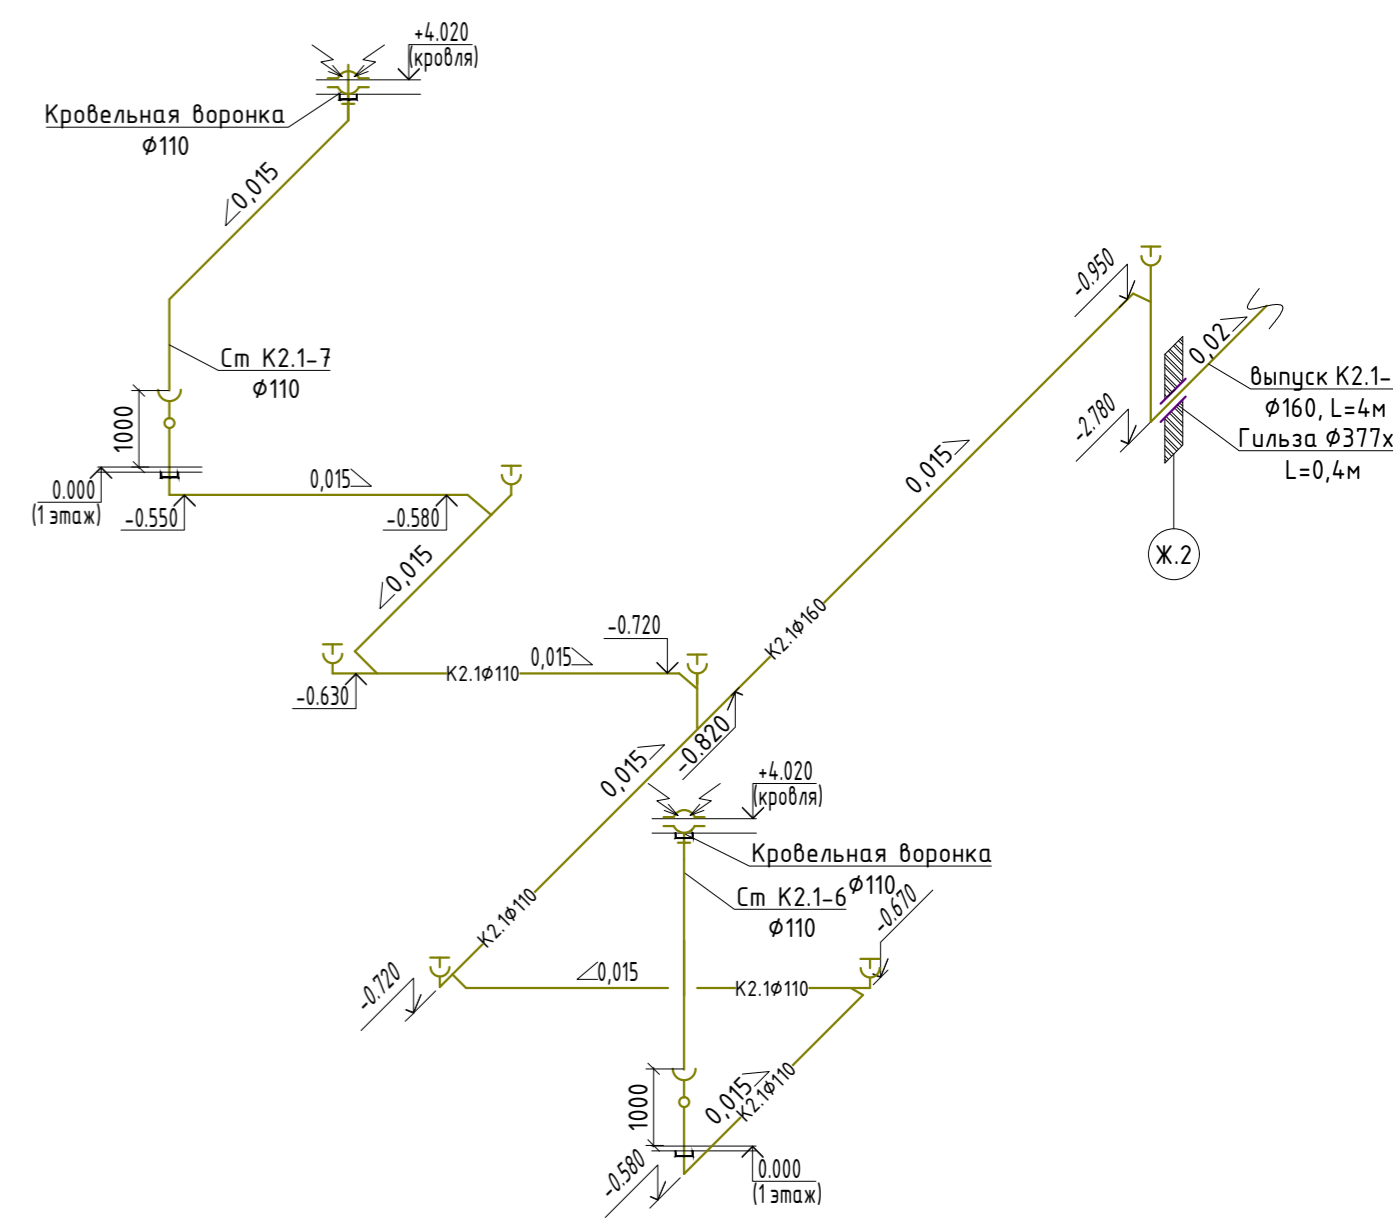 +4.020
(кровля)
Кровельная воронка
Ф110
0,015
Ст К2.1-7
Ф110
1000
0.000
(1 этаж)
-0.550
0,015
-0.580
0,015
-0.630
К2.1Ф110
0,015
-0.720
-0.950
-2.780
0,02
Выпуск К2.1-
Ф160, L=4м
Гильза Ф377х
L=0,4м
Ж.2
0,015
К2.1Ф160
-0.820
0,015
К2.1Ф110
+4.020
(кровля)
Кровельная воронка
Ф110
Ст К2.1-6
Ф110
-0.670
-0.720
0,015
К2.1Ф110
1000
0,015
К2.1Ф110
-0.580
0.000
(1 этаж)